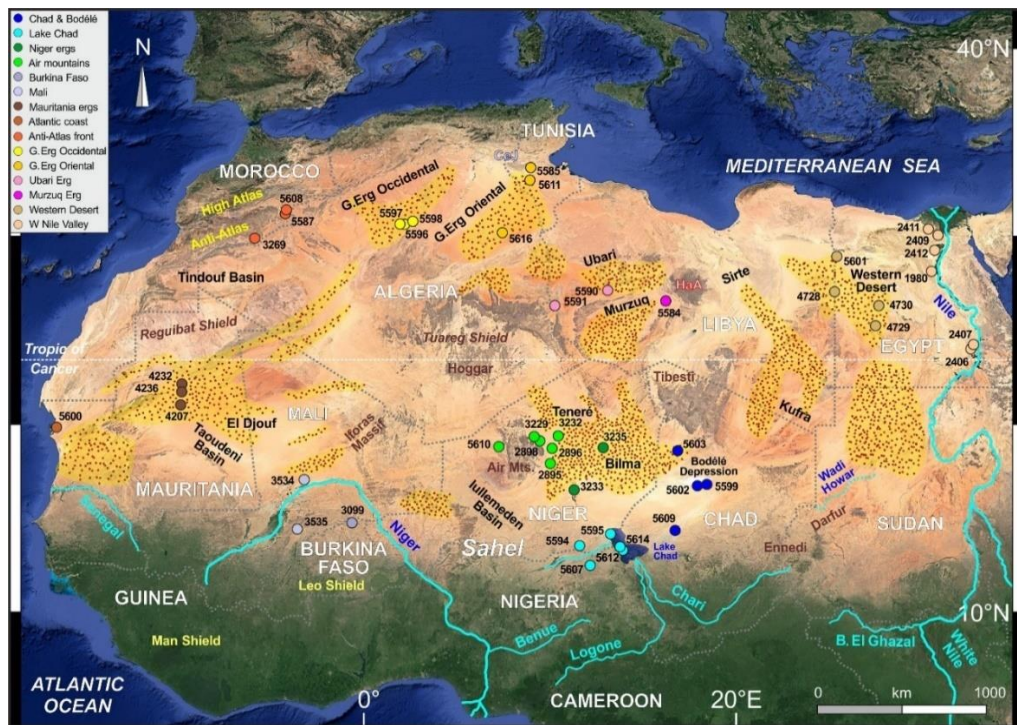 Chad & Bodélé
Lake Chad
Niger ergs
Air mountains
Burkina Faso
Mali
Mauritania ergs
Atlantic coast
Anti-Atlas front
G.Erg Occidental
G.Erg Oriental
Ubari Erg
Murzuq Erg
Western Desert
W Nile Valley
N
40°N
TUNISIA
CeJ
MEDITERRANEAN SEA
MOROCCO
5585
5611
High Atlas
5608
5587
G.Erg Occidental
5597
5598
5596
G.Erg Oriental
5616
Anti-Atlas
3269
2411
2409
2412
1980
5601
Western
Desert
4728
4730
4729
Nile
EGYPT
2407
2406
Tindouf Basin
ALGERIA
Ubari
5590
5591
Murzuq
HaA
5584
Sirte
LIBYA
Reguibat Shield
Tuareg Shield
Hoggar
Tibesti
Kufra
Tropic of
Cancer
4232
4236
4207
5600
El Djouf
MALI
Taoudeni
Basin
Iforas
Massif
MAURITANIA
Teneré
3229
3232
2898
2896
5610
Air Mts.
2895
3235
Bilma
3233
5603
Bodélé
Depression
5602
5599
Wadi
Howar
Darfur
SUDAN
Senegal
3534
3535
3099
Niger
Iullemeden
Basin
NIGER
5595
5594
5614
5612
5607
5609
Lake
Chad
CHAD
Ennedi
Sahel
BURKINA
FASO
Leo Shield
GUINEA
Man Shield
NIGERIA
Benue
Logone
Chari
B. El Ghazal
White
Nile
10°N
ATLANTIC
OCEAN
0°
CAMEROON
20°E
0
km
1000